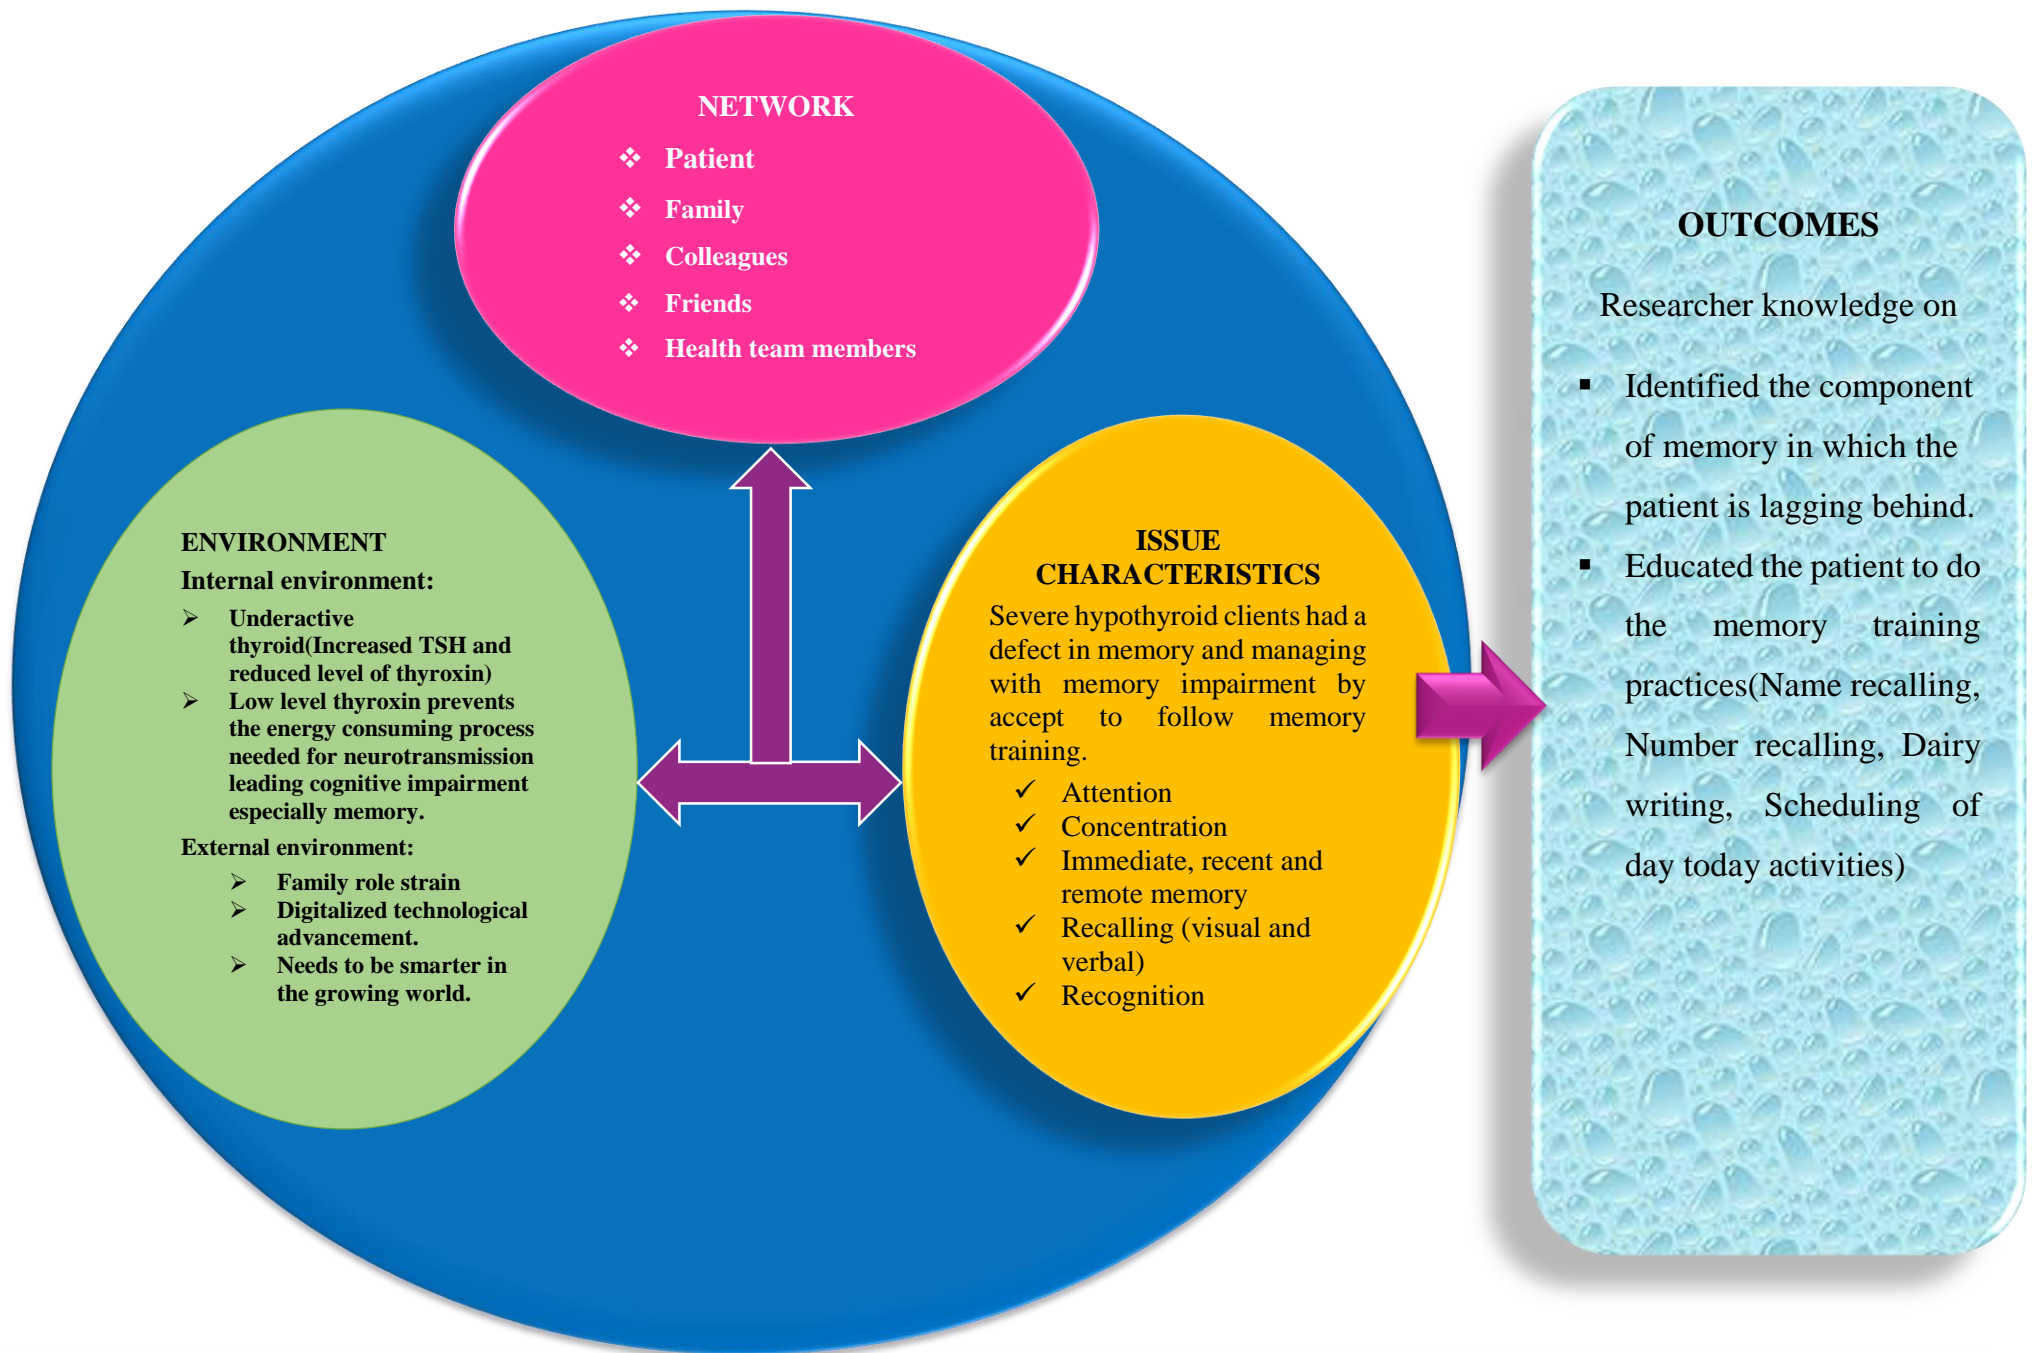 NETWORK
❖ Patient
❖ Family
❖ Colleagues
❖ Friends
❖ Health team members
ENVIRONMENT
Internal environment:
➢ Underactive
thyroid(Increased TSH and
reduced level of thyroxin)
➢ Low level thyroxin prevents
the energy consuming process
needed for neurotransmission
leading cognitive impairment
especially memory.
External environment:
➢ Family role strain
➢ Digitalized technological
advancement.
➢ Needs to be smarter in
the growing world.
ISSUE
CHARACTERISTICS
Severe hypothyroid clients had a
defect in memory and managing
with memory impairment by
accept to follow memory
training.
✓ Attention
✓ Concentration
✓ Immediate, recent and
remote memory
✓ Recalling (visual and
verbal)
✓ Recognition
OUTCOMES
Researcher knowledge on
▪ Identified the component
of memory in which the
patient is lagging behind.
▪ Educated the patient to do
the memory training
practices(Name recalling,
Number recalling, Dairy
writing, Scheduling of
day today activities)